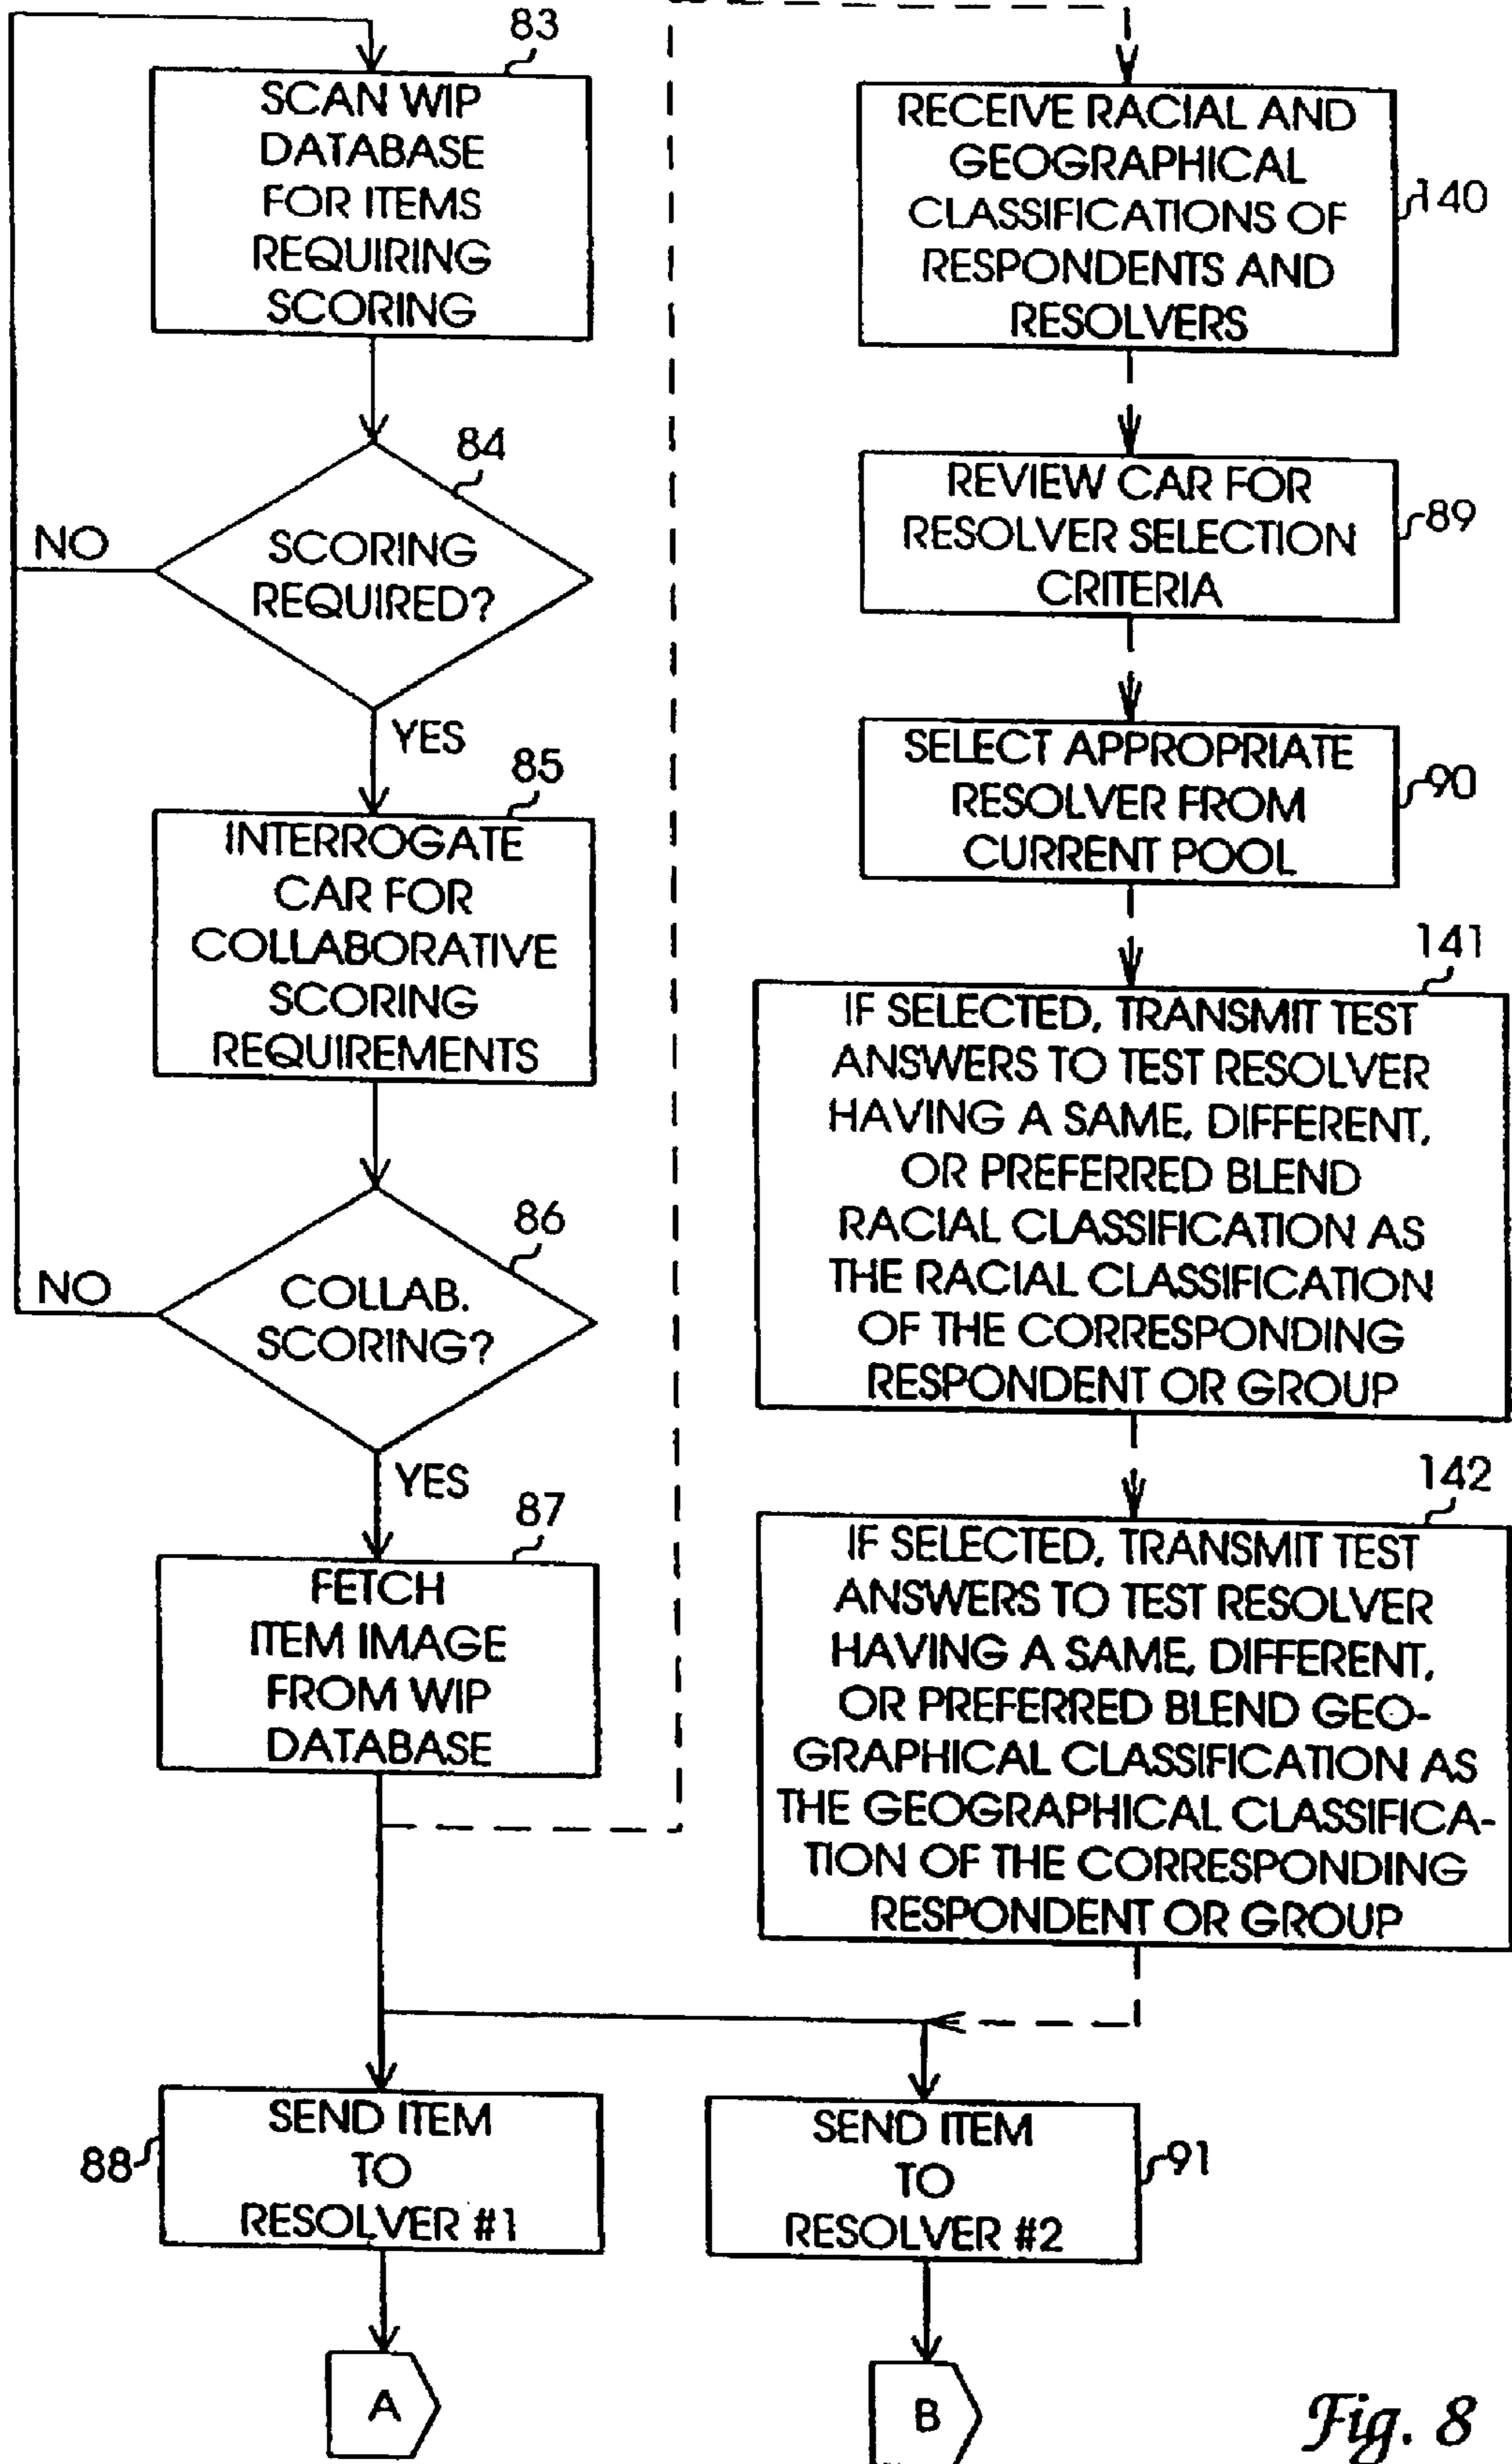 83
SCAN WIP
DATABASE
FOR ITEMS
REQUIRING
SCORING
84
NO
SCORING
REQUIRED?
YES
85
INTERROGATE
CAR FOR
COLLABORATIVE
SCORING
REQUIREMENTS
86
NO
COLLAB.
SCORING?
YES
87
FETCH
ITEM IMAGE
FROM WIP
DATABASE
RECEIVE RACIAL AND
GEOGRAPHICAL
CLASSIFICATIONS OF
RESPONDENTS AND
RESOLVERS
140
REVIEW CAR FOR
RESOLVER SELECTION
CRITERIA
89
SELECT APPROPRIATE
RESOLVER FROM
CURRENT POOL
90
141
IF SELECTED, TRANSMIT TEST
ANSWERS TO TEST RESOLVER
HAVING A SAME, DIFFERENT,
OR PREFERRED BLEND
RACIAL CLASSIFICATION AS
THE RACIAL CLASSIFICATION
OF THE CORRESPONDING
RESPONDENT OR GROUP
142
IF SELECTED, TRANSMIT TEST
ANSWERS TO TEST RESOLVER
HAVING A SAME, DIFFERENT,
OR PREFERRED BLEND GEO-
GRAPHICAL CLASSIFICATION AS
THE GEOGRAPHICAL CLASSIFICA-
TION OF THE CORRESPONDING
RESPONDENT OR GROUP
88
SEND ITEM
TO
RESOLVER #1
SEND ITEM
TO
RESOLVER #2
91
A
B
Fig. 8